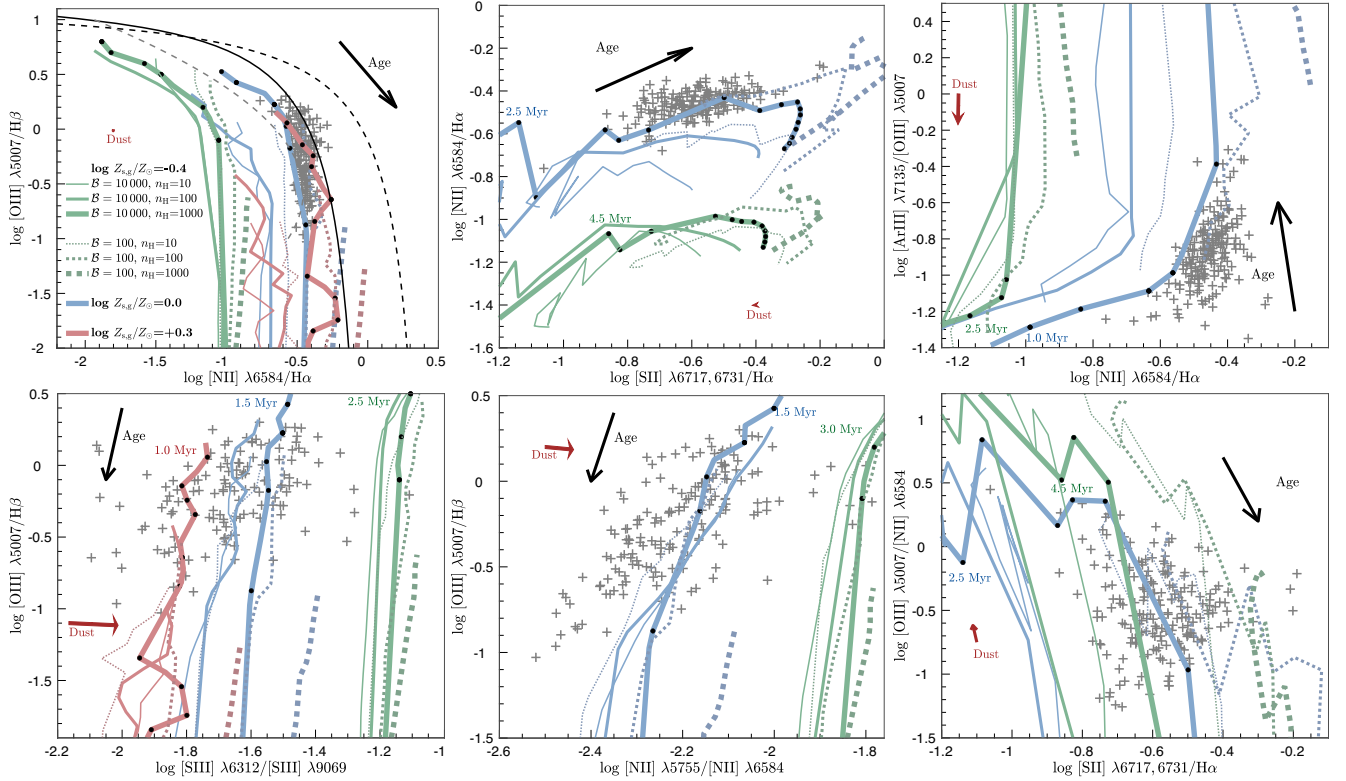 1
0.5
0
-0.5
-1
-1.5
-2
log [OIII] λ5007/Hβ
Age
Dust
log Z_{s,g}/Z_⊙=-0.4
ℬ = 10 000, n_H=10
ℬ = 10 000, n_H=100
ℬ = 10 000, n_H=1000
ℬ = 100, n_H=10
ℬ = 100, n_H=100
ℬ = 100, n_H=1000
log Z_{s,g}/Z_⊙=0.0
log Z_{s,g}/Z_⊙=+0.3
-2 -1.5 -1 -0.5 0 0.5
log [NII] λ6584/Hα
0
-0.2
-0.4
-0.6
-0.8
-1
-1.2
-1.4
-1.6
log [NII] λ6584/Hα
Age
2.5 Myr
4.5 Myr
Dust
-1.2 -1 -0.8 -0.6 -0.4 -0.2 0
log [SII] λ6717, 6731/Hα
0.4
0.2
0
-0.2
-0.4
-0.6
-0.8
-1
-1.2
-1.4
log [ArIII] λ7135/[OIII] λ5007
Dust
Age
2.5 Myr
1.0 Myr
-1.2 -1 -0.8 -0.6 -0.4 -0.2
log [NII] λ6584/Hα
0.5
0
-0.5
-1
-1.5
log [OIII] λ5007/Hβ
Age
1.0 Myr
1.5 Myr
2.5 Myr
Dust
-2.2 -2 -1.8 -1.6 -1.4 -1.2 -1
log [SIII] λ6312/[SIII] λ9069
0.5
0
-0.5
-1
-1.5
log [OIII] λ5007/Hβ
Dust
Age
1.5 Myr
3.0 Myr
-2.6 -2.4 -2.2 -2 -1.8
log [NII] λ5755/[NII] λ6584
1
0.5
0
-0.5
-1
-1.5
log [OIII] λ5007/[NII] λ6584
Age
4.5 Myr
2.5 Myr
Dust
-1.2 -1 -0.8 -0.6 -0.4 -0.2
log [SII] λ6717, 6731/Hα